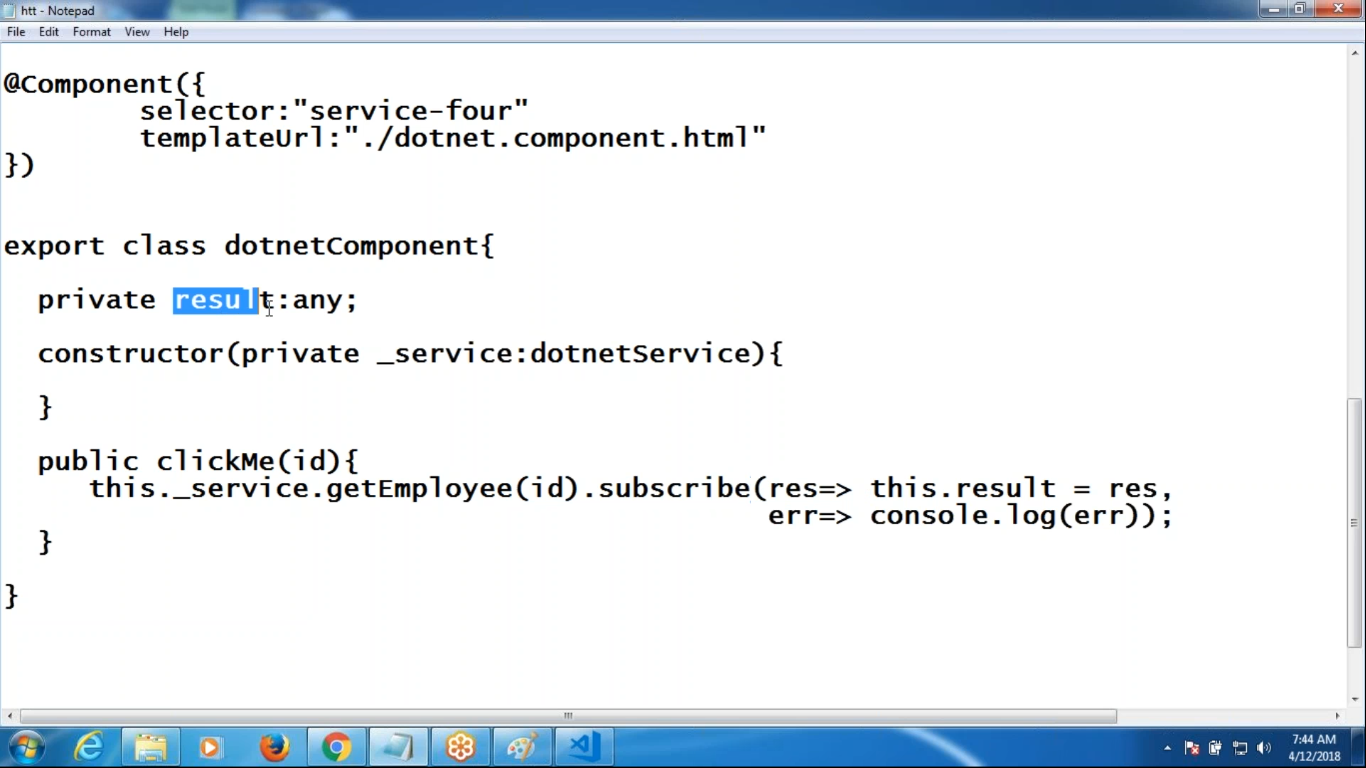 htt - Notepad
File Edit Format View Help
@Component({
selector:"service-four"
templateUrl:"./dotnet.component.html"
})
export class dotnetComponent{
private result:any;
constructor(private _service:dotnetService){
}
public clickMe(id){
this._service.getEmployee(id).subscribe(res=> this.result = res,
err=> console.log(err));
}
}
7:44 AM
4/12/2018